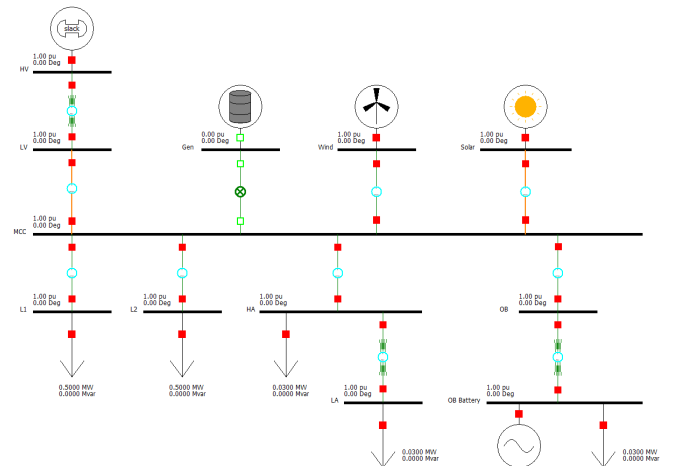 slack
1.00 pu
0.00 Deg
HV
1.00 pu
0.00 Deg
LV
0.00 pu
0.00 Deg
Gen
1.00 pu
0.00 Deg
Wind
1.00 pu
0.00 Deg
Solar
1.00 pu
0.00 Deg
MCC
1.00 pu
0.00 Deg
L1
1.00 pu
0.00 Deg
L2
1.00 pu
0.00 Deg
HA
1.00 pu
0.00 Deg
OB
0.5000 MW
0.0000 Mvar
0.5000 MW
0.0000 Mvar
0.0300 MW
0.0000 Mvar
1.00 pu
0.00 Deg
LA
1.00 pu
0.00 Deg
OB Battery
0.0300 MW
0.0000 Mvar
0.0300 MW
0.0000 Mvar